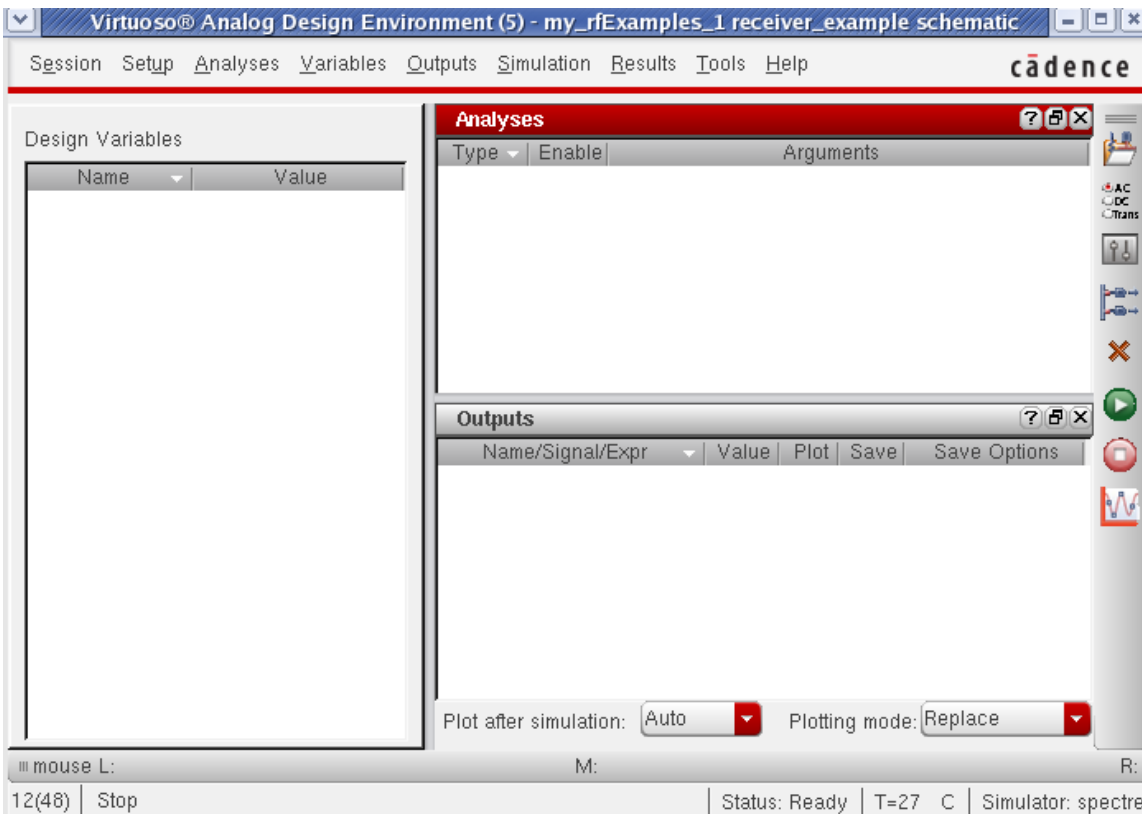 Virtuoso® Analog Design Environment (5) - my_rfExamples_1 receiver_example schematic
Session Setup Analyses Variables Outputs Simulation Results Tools Help cādence
Design Variables
Name Value
Analyses
Type Enable Arguments
AC
DC
Trans
Outputs
Name/Signal/Expr Value Plot Save Save Options
Plot after simulation: Auto Plotting mode: Replace
mouse L: M: R:
12(48) Stop Status: Ready T=27 C Simulator: spectre